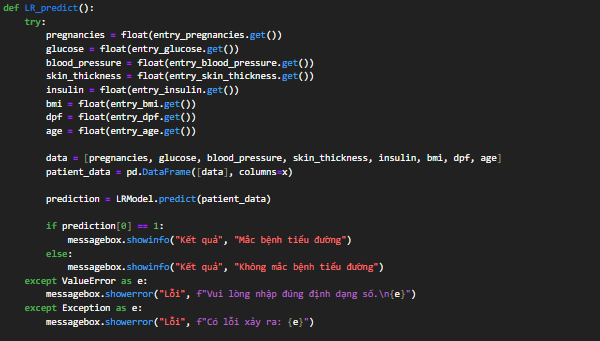 def LR_predict():
    try:
        pregnancies = float(entry_pregnancies.get())
        glucose = float(entry_glucose.get())
        blood_pressure = float(entry_blood_pressure.get())
        skin_thickness = float(entry_skin_thickness.get())
        insulin = float(entry_insulin.get())
        bmi = float(entry_bmi.get())
        dpf = float(entry_dpf.get())
        age = float(entry_age.get())

        data = [pregnancies, glucose, blood_pressure, skin_thickness, insulin, bmi, dpf, age]
        patient_data = pd.DataFrame([data], columns=x)

        prediction = LRModel.predict(patient_data)

        if prediction[0] == 1:
            messagebox.showinfo("Kết quả", "Mắc bệnh tiểu đường")
        else:
            messagebox.showinfo("Kết quả", "Không mắc bệnh tiểu đường")
    except ValueError as e:
        messagebox.showerror("Lỗi", f"Vui lòng nhập đúng định dạng số.\n{e}")
    except Exception as e:
        messagebox.showerror("Lỗi", f"Có lỗi xảy ra: {e}")